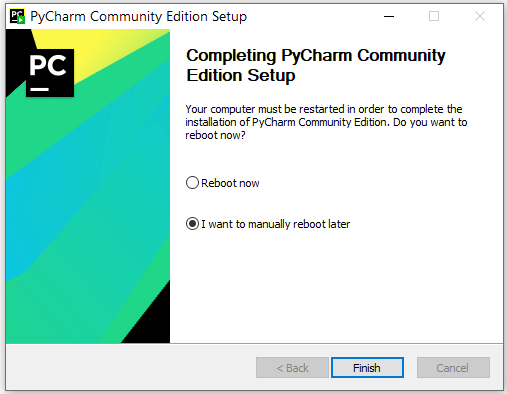 PC PyCharm Community Edition Setup
PC
Completing PyCharm Community
Edition Setup
Your computer must be restarted in order to complete the
installation of PyCharm Community Edition. Do you want to
reboot now?
Reboot now
I want to manually reboot later
< Back Finish Cancel